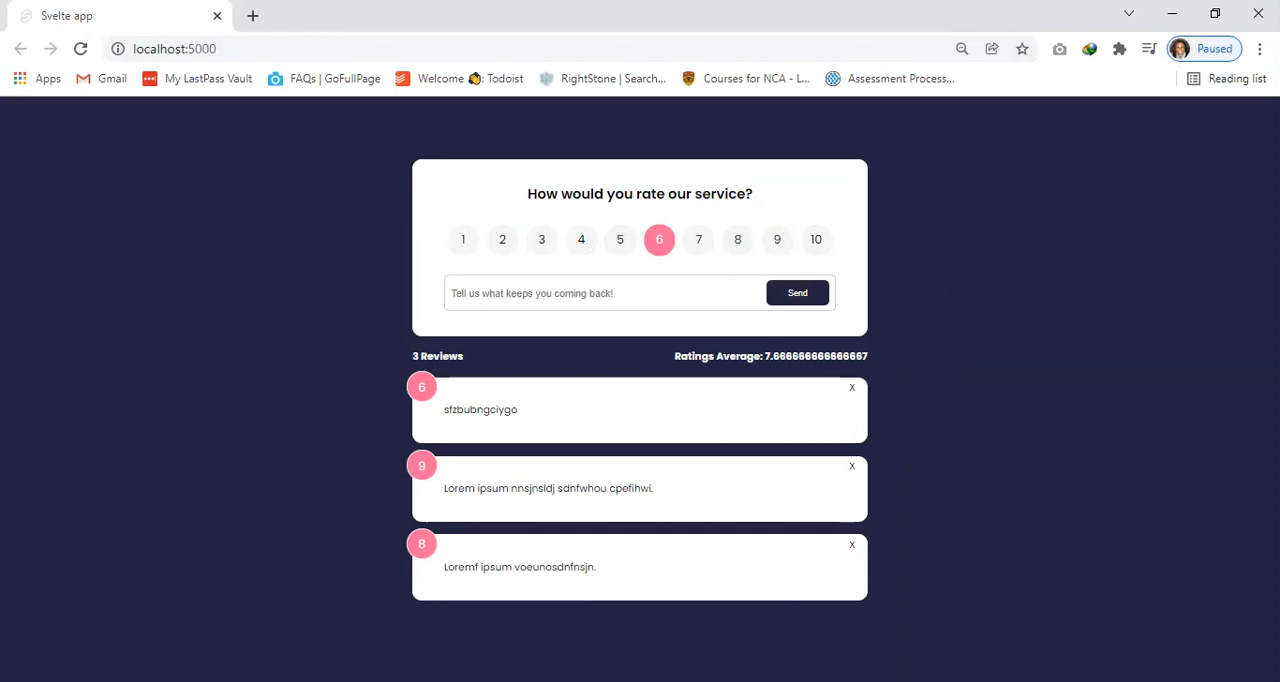 Svelte app
localhost:5000
Paused
Apps Gmail My LastPass Vault FAQs | GoFullPage Welcome : Todoist RightStone | Search... Courses for NCA - L... Assessment Process... Reading list
How would you rate our service?
1 2 3 4 5 6 7 8 9 10
Tell us what keeps you coming back! Send
3 Reviews Ratings Average: 7.666666666666667
6 X
sfzbubngciygo
9 X
Lorem ipsum nnsjnsldj sdnfwhou cpefihwi.
8 X
Loremf ipsum voeunosdnfnsjn.